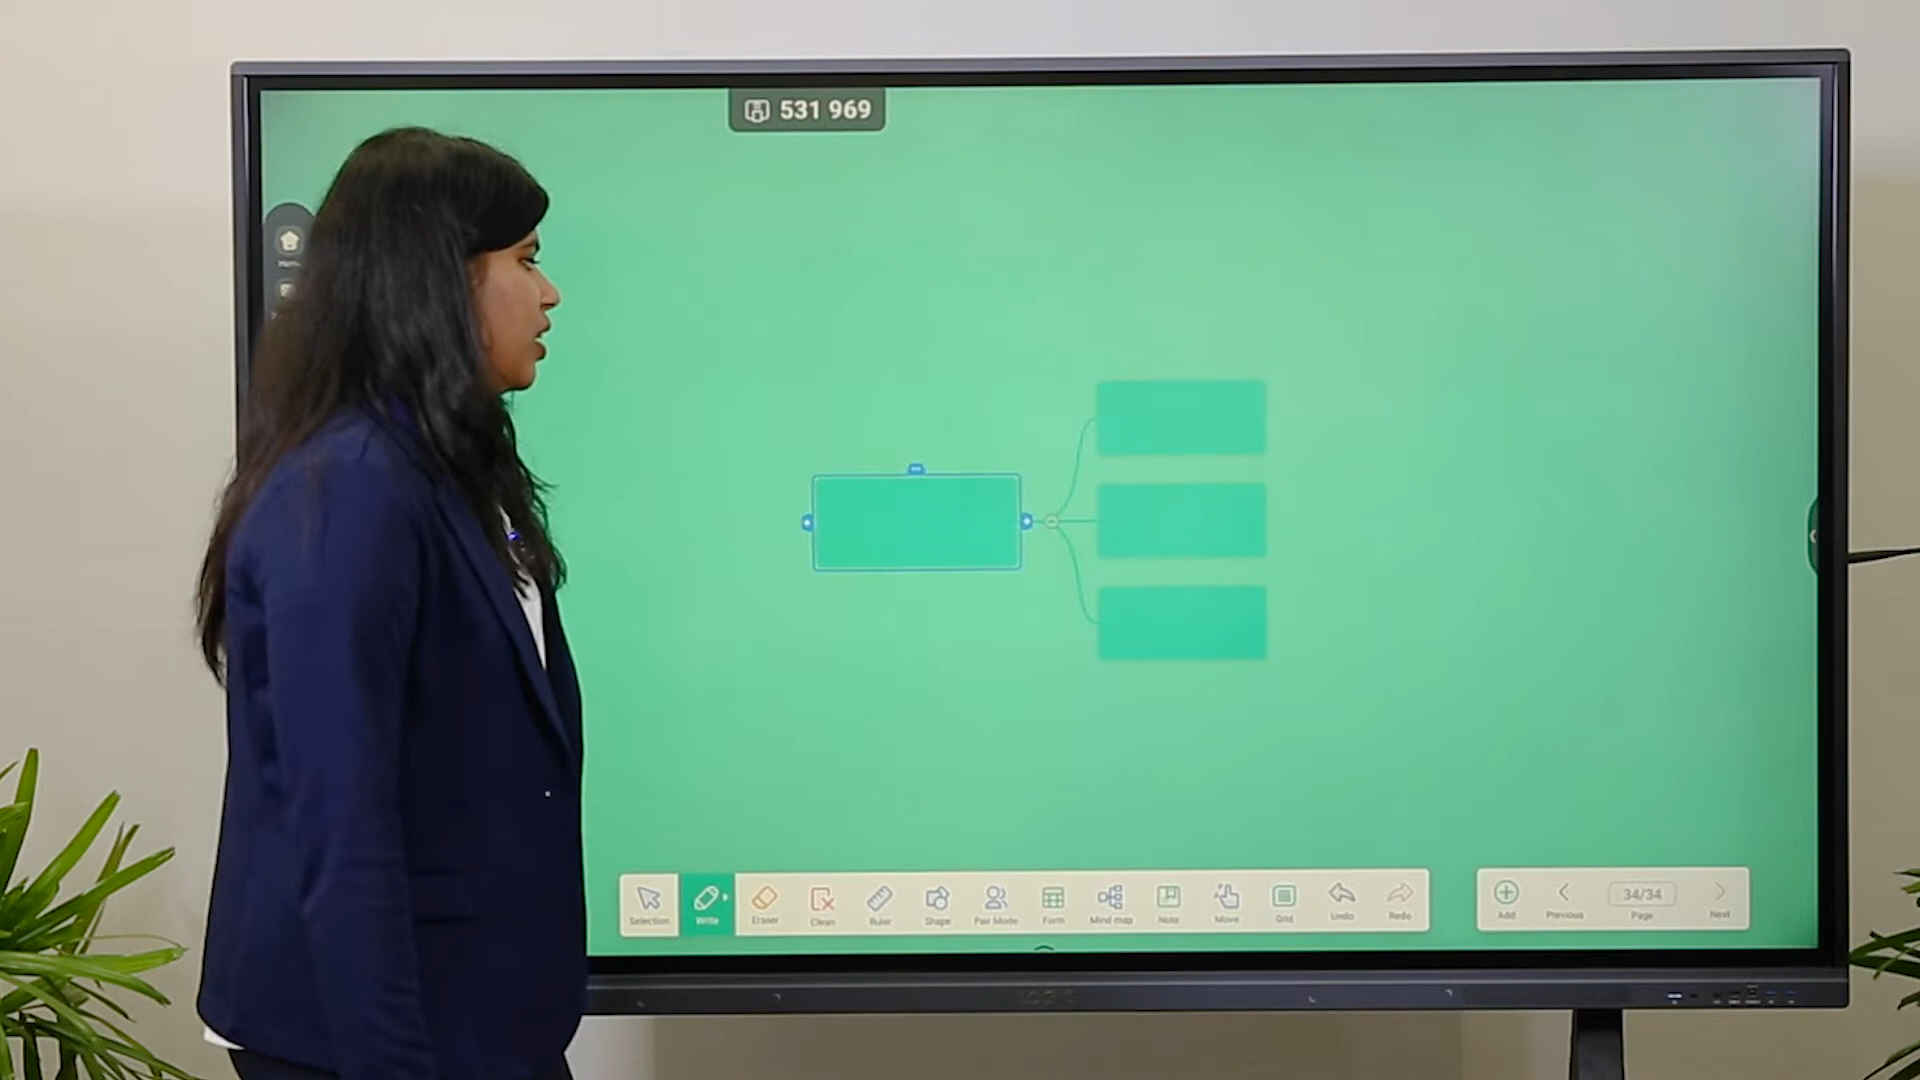 531 969
Home
Selection
Write
Eraser
Clean
Ruler
Shape
Pair Mode
Form
Mind map
Note
Move
Grid
Undo
Redo
Add
Previous
34/34
Page
Next